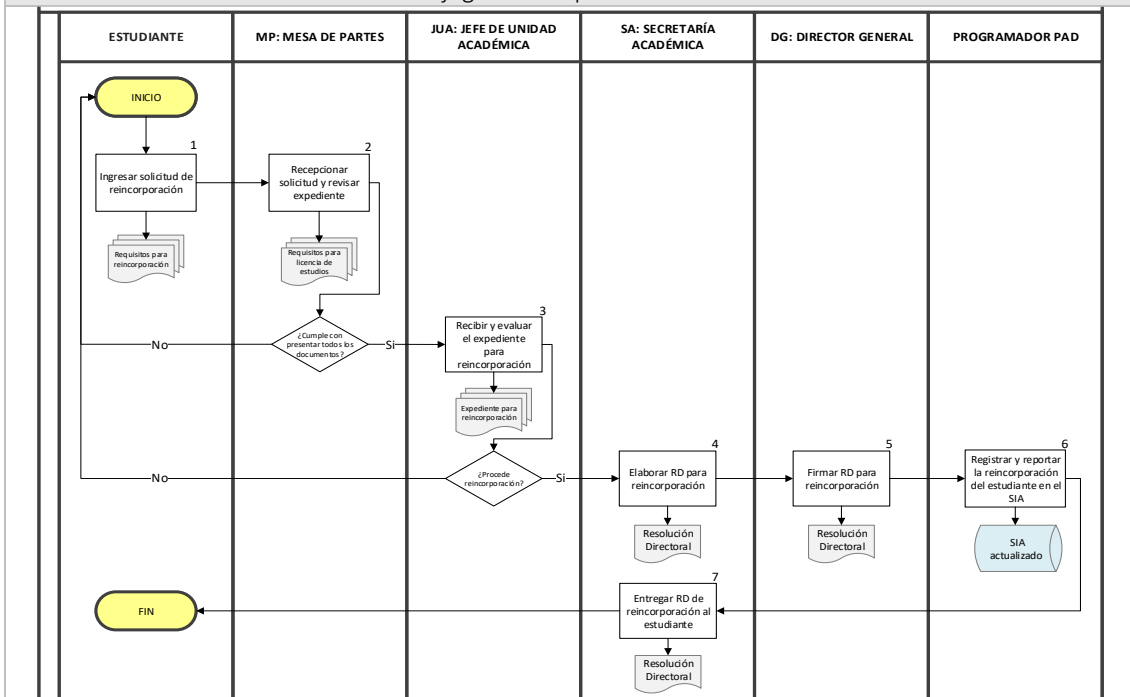 ESTUDIANTE
MP: MESA DE PARTES
JUA: JEFE DE UNIDAD
ACADÉMICA
SA: SECRETARÍA
ACADÉMICA
DG: DIRECTOR GENERAL
PROGRAMADOR PAD
INICIO
1
Ingresar solicitud de
reincorporación
Requisitos para
reincorporación
2
Recepcionar
solicitud y revisar
expediente
Requisitos para
licencia de
estudios
¿Cumple con
presentar todos los
documentos?
No
Si
3
Recibir y evaluar
el expediente
para
reincorporación
Expediente para
reincorporación
¿Procede
reincorporación?
No
Si
4
Elaborar RD para
reincorporación
Resolución
Directoral
5
Firmar RD para
reincorporación
Resolución
Directoral
6
Registrar y reportar
la reincorporación
del estudiante en el
SIA
SIA
actualizado
7
Entregar RD de
reincorporación al
estudiante
Resolución
Directoral
FIN